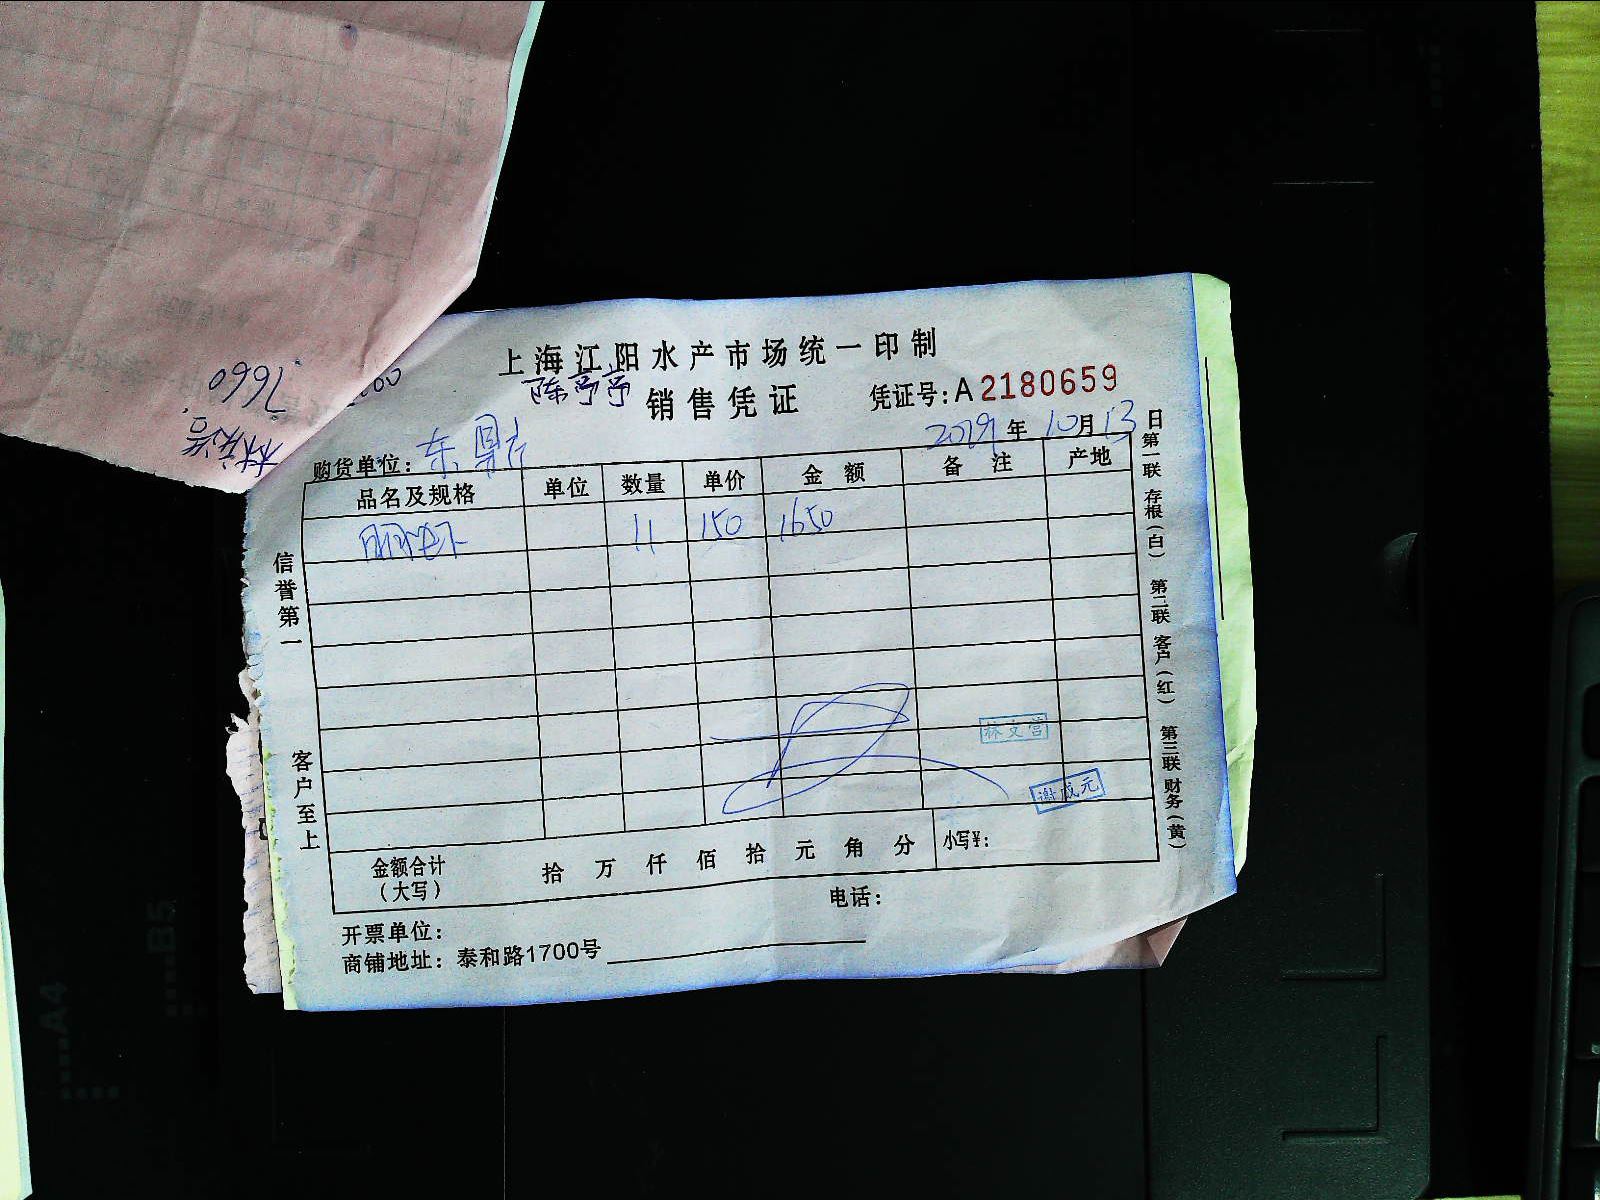 上海江阳水产市场统一印制
陈亭亭
销售凭证 凭证号:A 2180659
2019年 10月 13日
购货单位: 东
品名及规格 单位 数量 单价 金额 备注 产地
明虾 11 150 1650
信誉第一
客户至上
林文营
谢成元
金额合计(大写) 拾 万 仟 佰 拾 元 角 分 小写¥:
开票单位: 电话:
商铺地址: 泰和路1700号
第一联 存根(白) 第二联 客户(红) 第三联 财务(黄)
7660
A4
B5